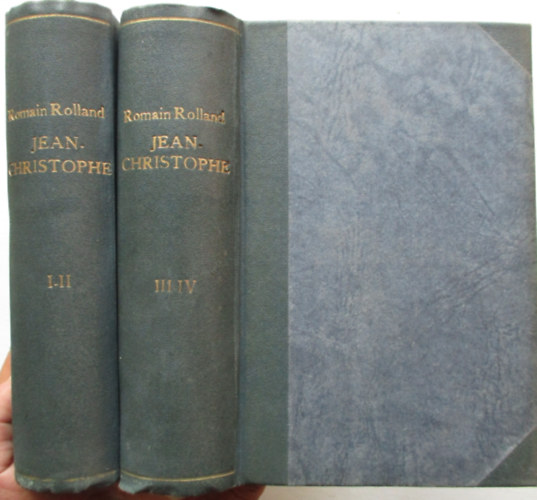 Romain Rolland
JEAN-
CHRISTOPHE
I-II
Romain Rolland
JEAN-
CHRISTOPHE
III-IV